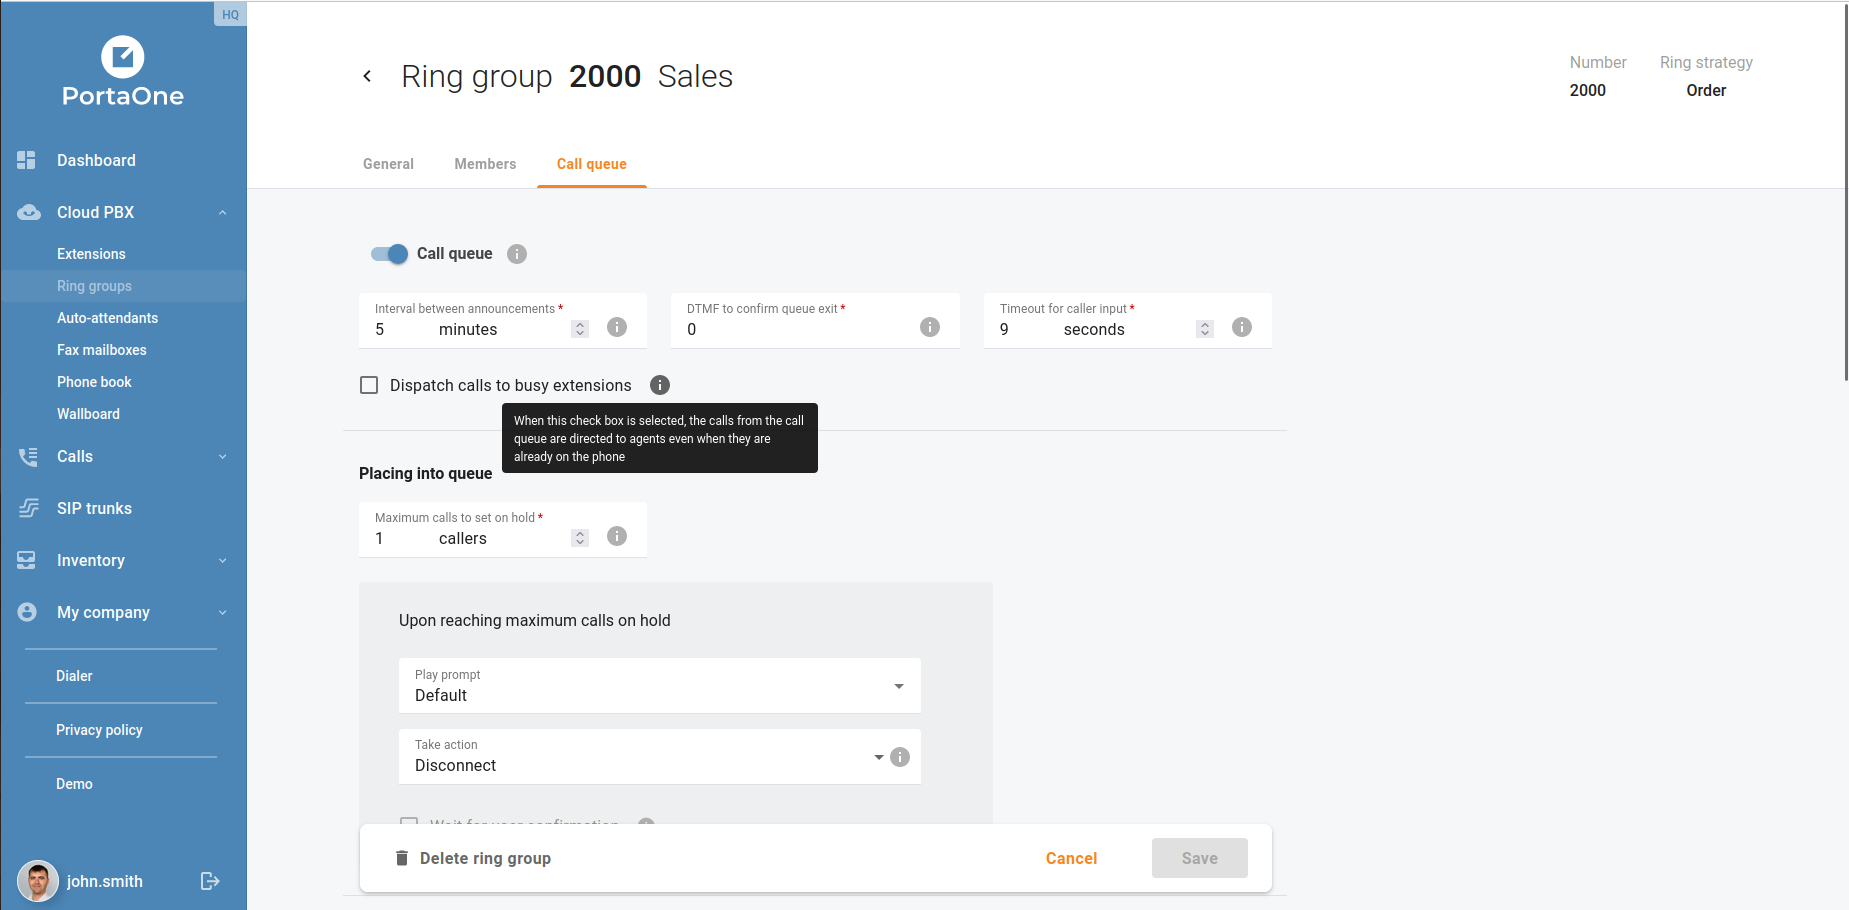 HQ
PortaOne
Dashboard
Cloud PBX
Extensions
Ring groups
Auto-attendants
Fax mailboxes
Phone book
Wallboard
Calls
SIP trunks
Inventory
My company
Dialer
Privacy policy
Demo
john.smith
Ring group 2000 Sales
Number
2000
Ring strategy
Order
General Members Call queue
Call queue i
Interval between announcements *
5 minutes i
DTMF to confirm queue exit *
0 i
Timeout for caller input *
9 seconds i
Dispatch calls to busy extensions i
When this check box is selected, the calls from the call
queue are directed to agents even when they are
already on the phone
Placing into queue
Maximum calls to set on hold *
1 callers i
Upon reaching maximum calls on hold
Play prompt
Default
Take action
Disconnect i
Wait for user confirmation
Delete ring group Cancel Save